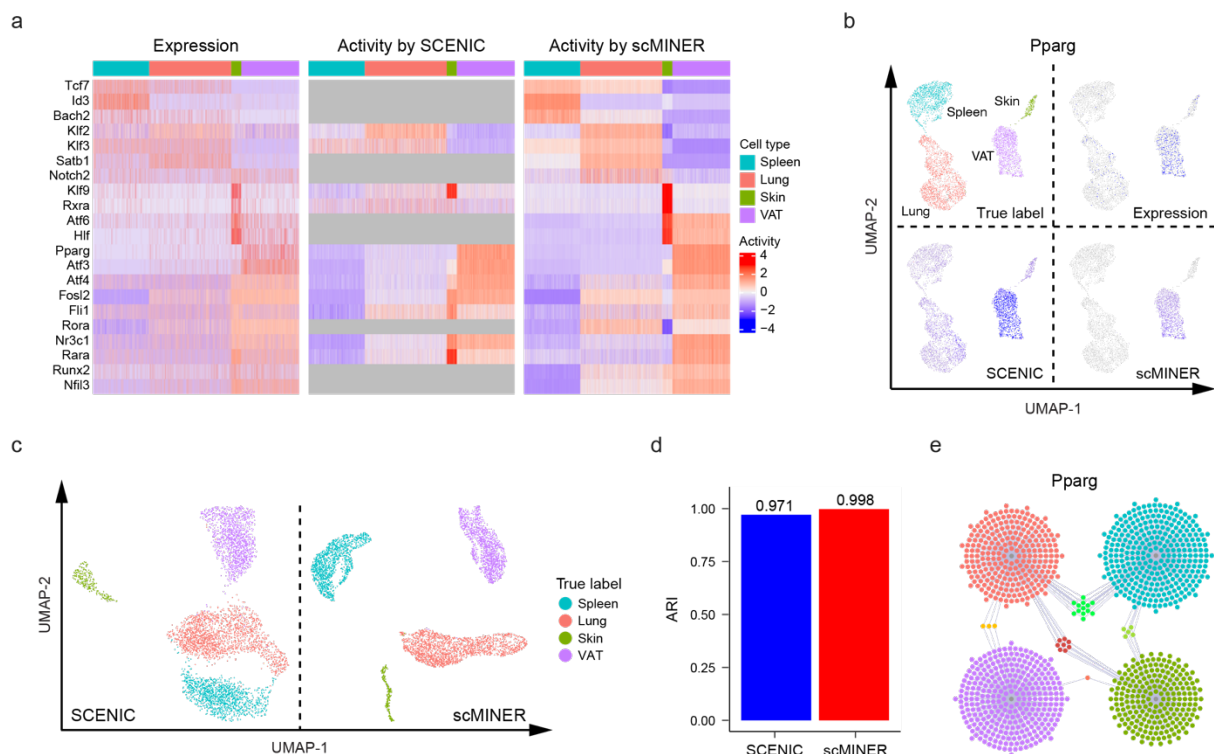 a
Expression
Activity by SCENIC
Activity by scMINER
Tcf7
Id3
Bach2
Klf2
Klf3
Satb1
Notch2
Klf9
Rxra
Atf6
Hlf
Pparg
Atf3
Atf4
Fosl2
Fli1
Rora
Nr3c1
Rara
Runx2
Nfil3
Cell type
Spleen
Lung
Skin
VAT
Activity
4
2
0
−2
−4
b
Pparg
UMAP-2
Spleen
Skin
VAT
Lung
True label
Expression
SCENIC
scMINER
UMAP-1
c
UMAP-2
SCENIC
scMINER
UMAP-1
True label
Spleen
Lung
Skin
VAT
d
ARI
1.00
0.75
0.50
0.25
0.00
0.971
0.998
SCENIC
scMINER
e
Pparg